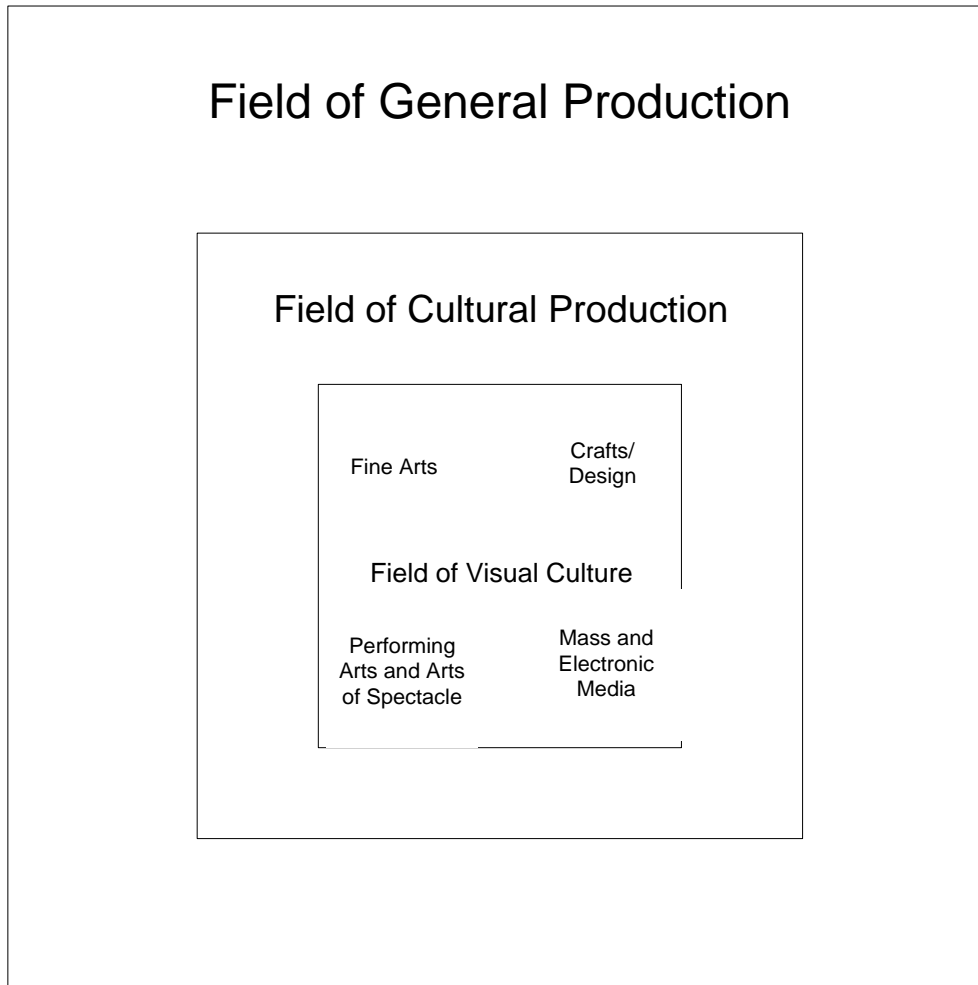 Field of General Production
Field of Cultural Production
Fine Arts
Crafts/
Design
Field of Visual Culture
Performing
Arts and Arts
of Spectacle
Mass and
Electronic
Media